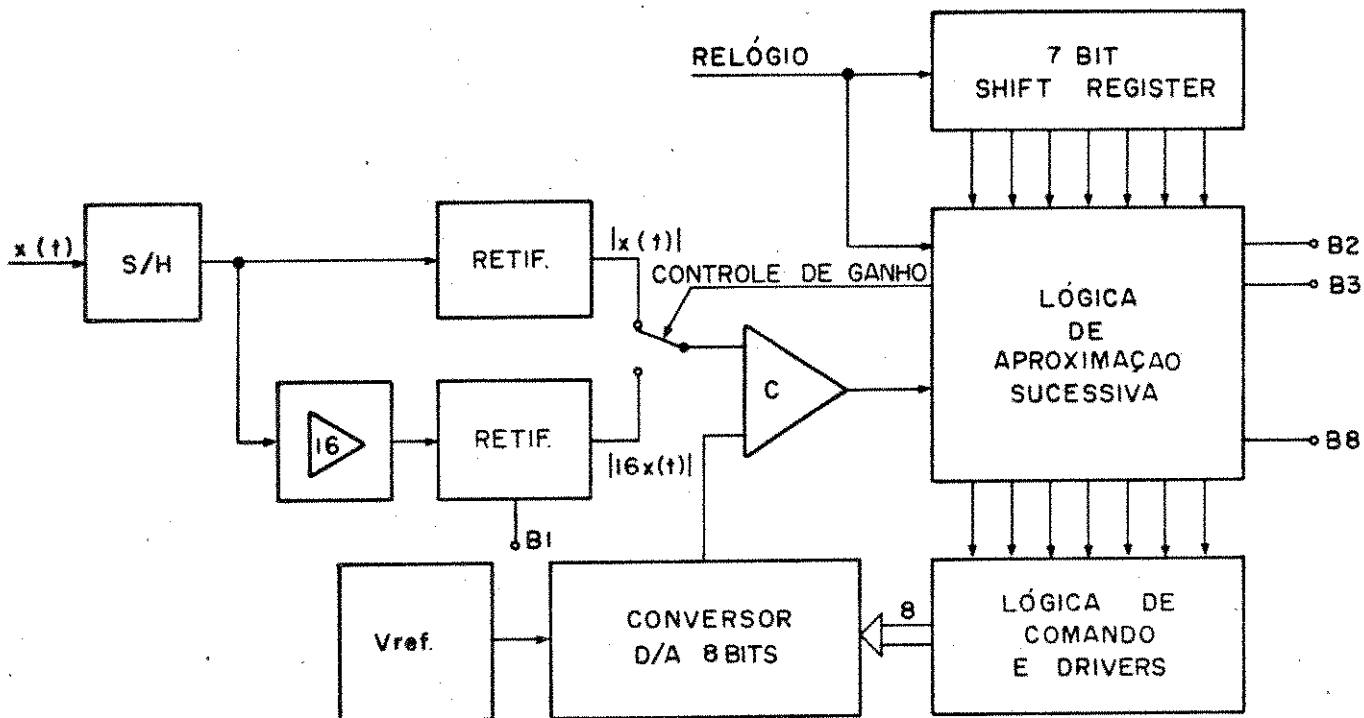 RELÓGIO
7 BIT
SHIFT REGISTER
x(t)
S/H
RETIF.
|x(t)|
CONTROLE DE GANHO
LÓGICA
DE
APROXIMAÇAO
SUCESSIVA
B2
B3
B8
C
16
RETIF.
|16x(t)|
B1
Vref.
CONVERSOR
D/A 8 BITS
8
LÓGICA DE
COMANDO
E DRIVERS